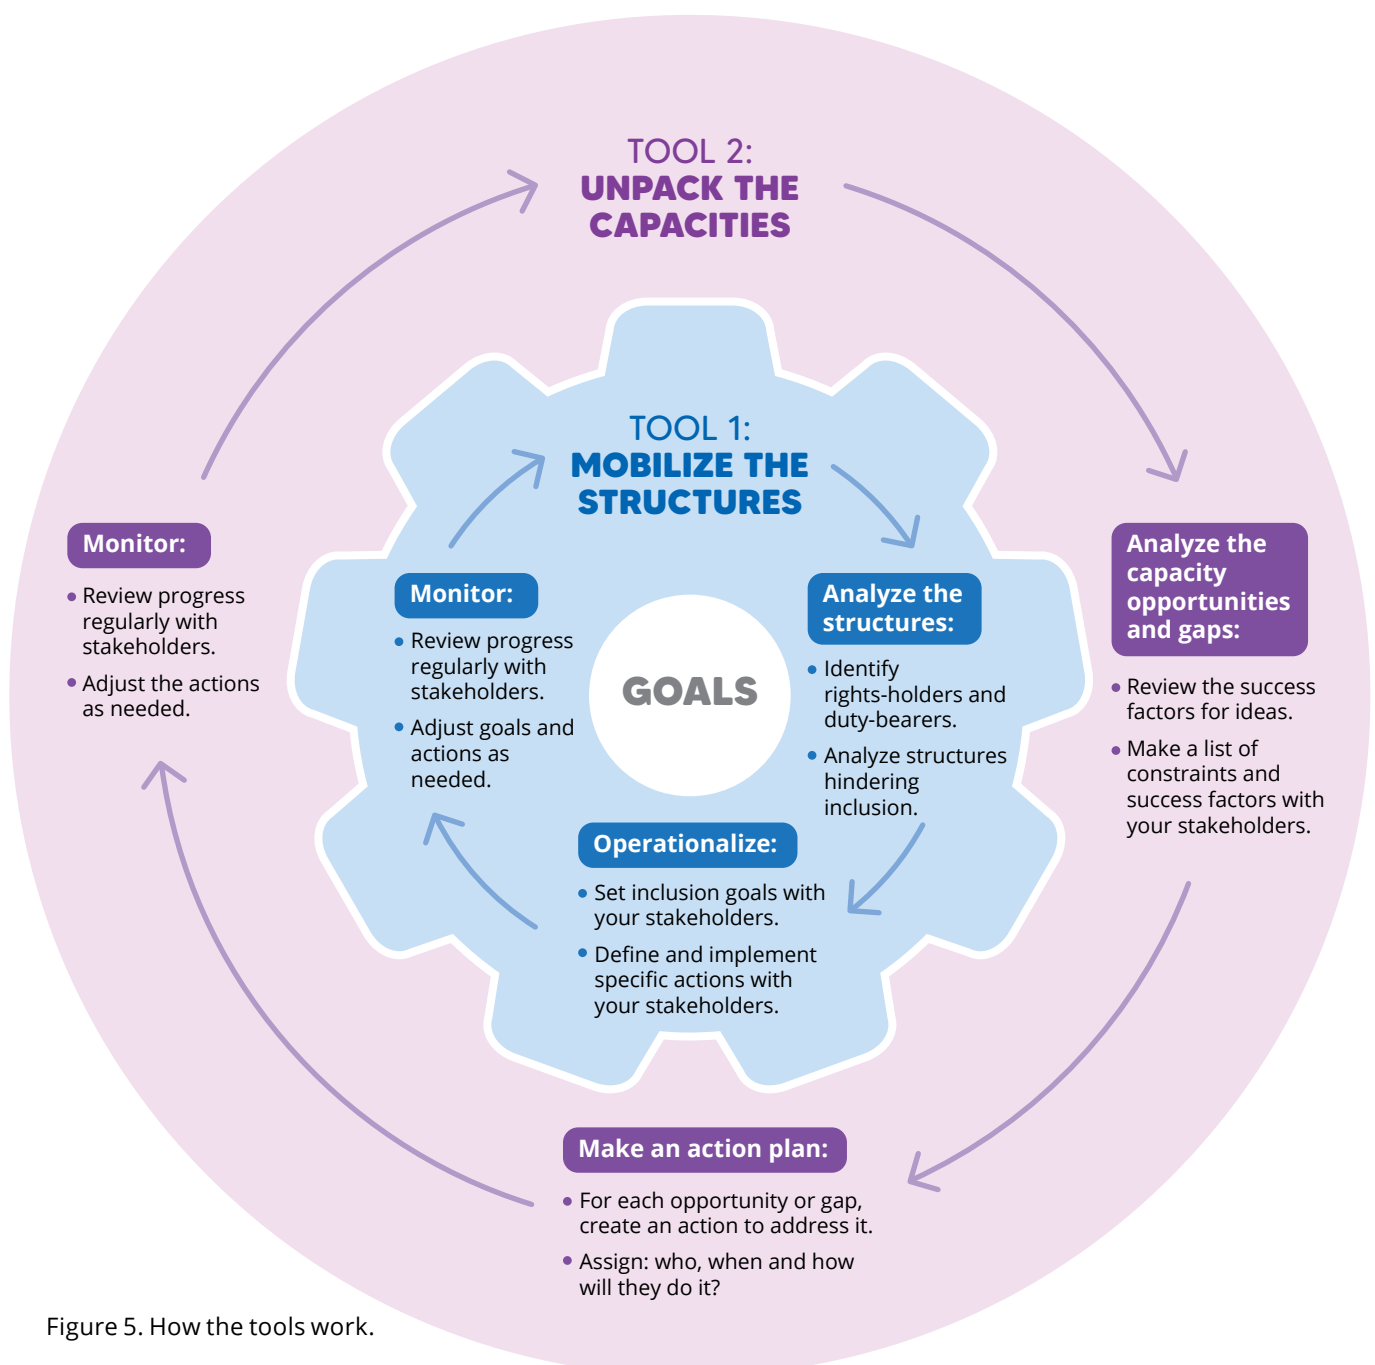 TOOL 2:
UNPACK THE
CAPACITIES
Analyze the
capacity
opportunities
and gaps:
Review the success
factors for ideas.
Make a list of
constraints and
success factors with
your stakeholders.
Make an action plan:
For each opportunity or gap,
create an action to address it.
Assign: who, when and how
will they do it?
Monitor:
Review progress
regularly with
stakeholders.
Adjust the actions
as needed.
TOOL 1:
MOBILIZE THE
STRUCTURES
Analyze the
structures:
Identify
rights-holders and
duty-bearers.
Analyze structures
hindering
inclusion.
Operationalize:
Set inclusion goals with
your stakeholders.
Define and implement
specific actions with
your stakeholders.
Monitor:
Review progress
regularly with
stakeholders.
Adjust goals and
actions as
needed.
GOALS
Figure 5. How the tools work.